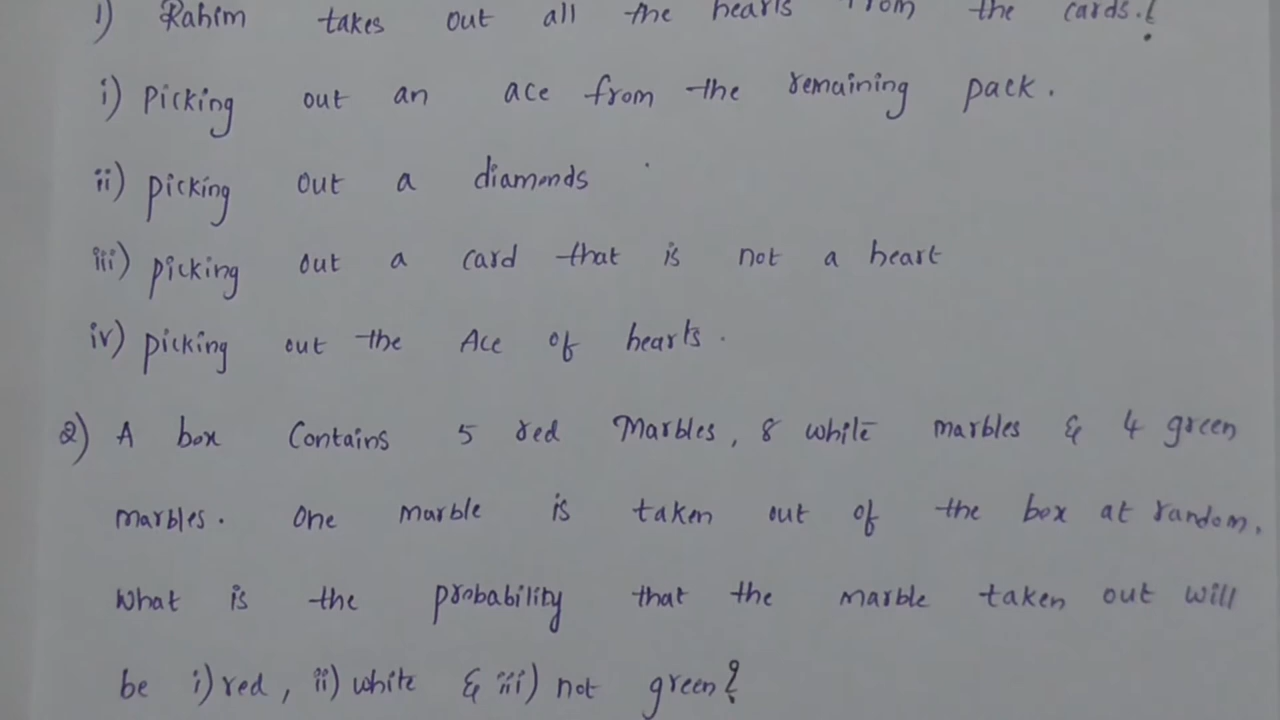 1) Rahim takes out all the hearts from the cards.!
i) Picking out an ace from the remaining pack.
ii) picking out a diamonds
iii) picking out a card that is not a heart
iv) picking out the Ace of hearts.
2) A box Contains 5 red Marbles, 8 white marbles & 4 green
marbles. One marble is taken out of the box at random.
What is the probability that the marble taken out will
be i) red, ii) white & iii) not green?